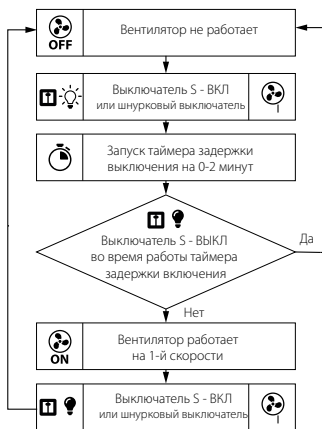 OFF
Вентилятор не работает
Выключатель S - ВКЛ
или шнурковый выключатель
Запуск таймера задержки
выключения на 0-2 минут
Выключатель S - ВЫКЛ
во время работы таймера
задержки включения
Да
Нет
ON
Вентилятор работает
на 1-й скорости
Выключатель S - ВКЛ
или шнурковый выключатель